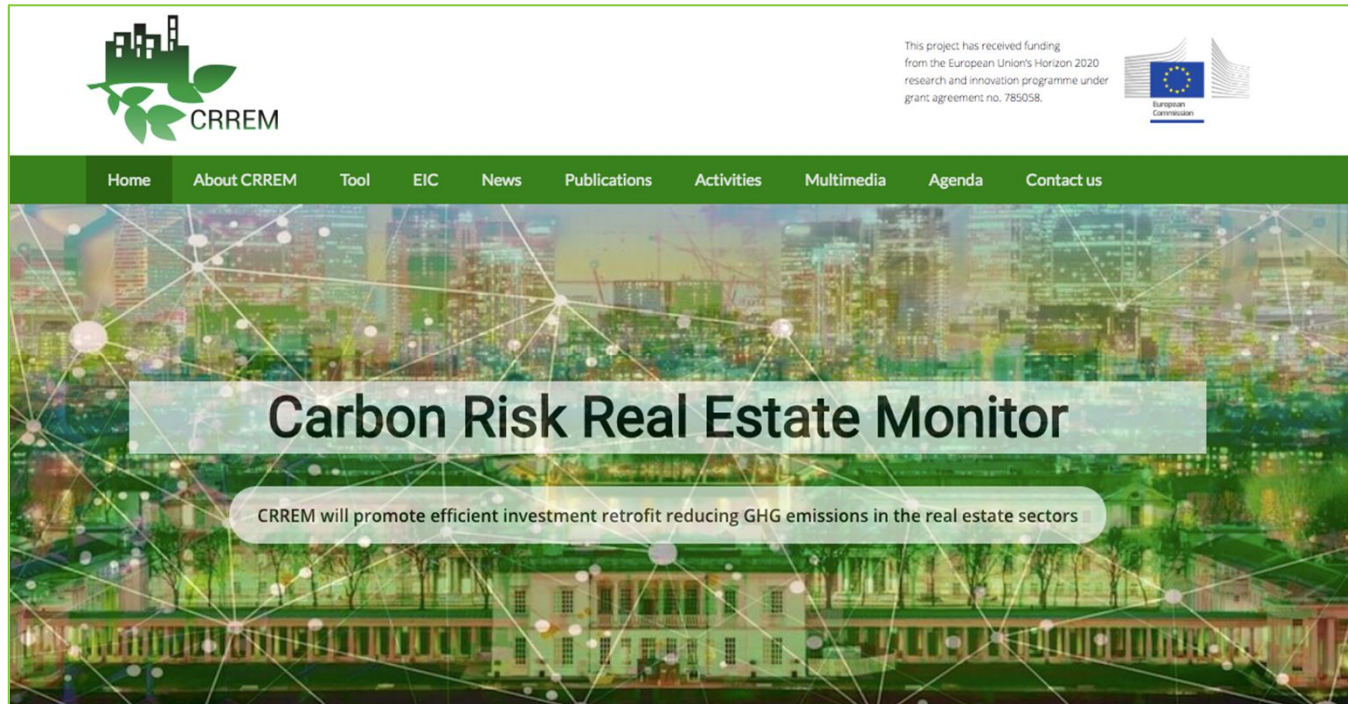 CRREM
This project has received funding
from the European Union's Horizon 2020
research and innovation programme under
grant agreement no. 785058.
European
Commission
Home About CRREM Tool EIC News Publications Activities Multimedia Agenda Contact us
Carbon Risk Real Estate Monitor
CRREM will promote efficient investment retrofit reducing GHG emissions in the real estate sectors